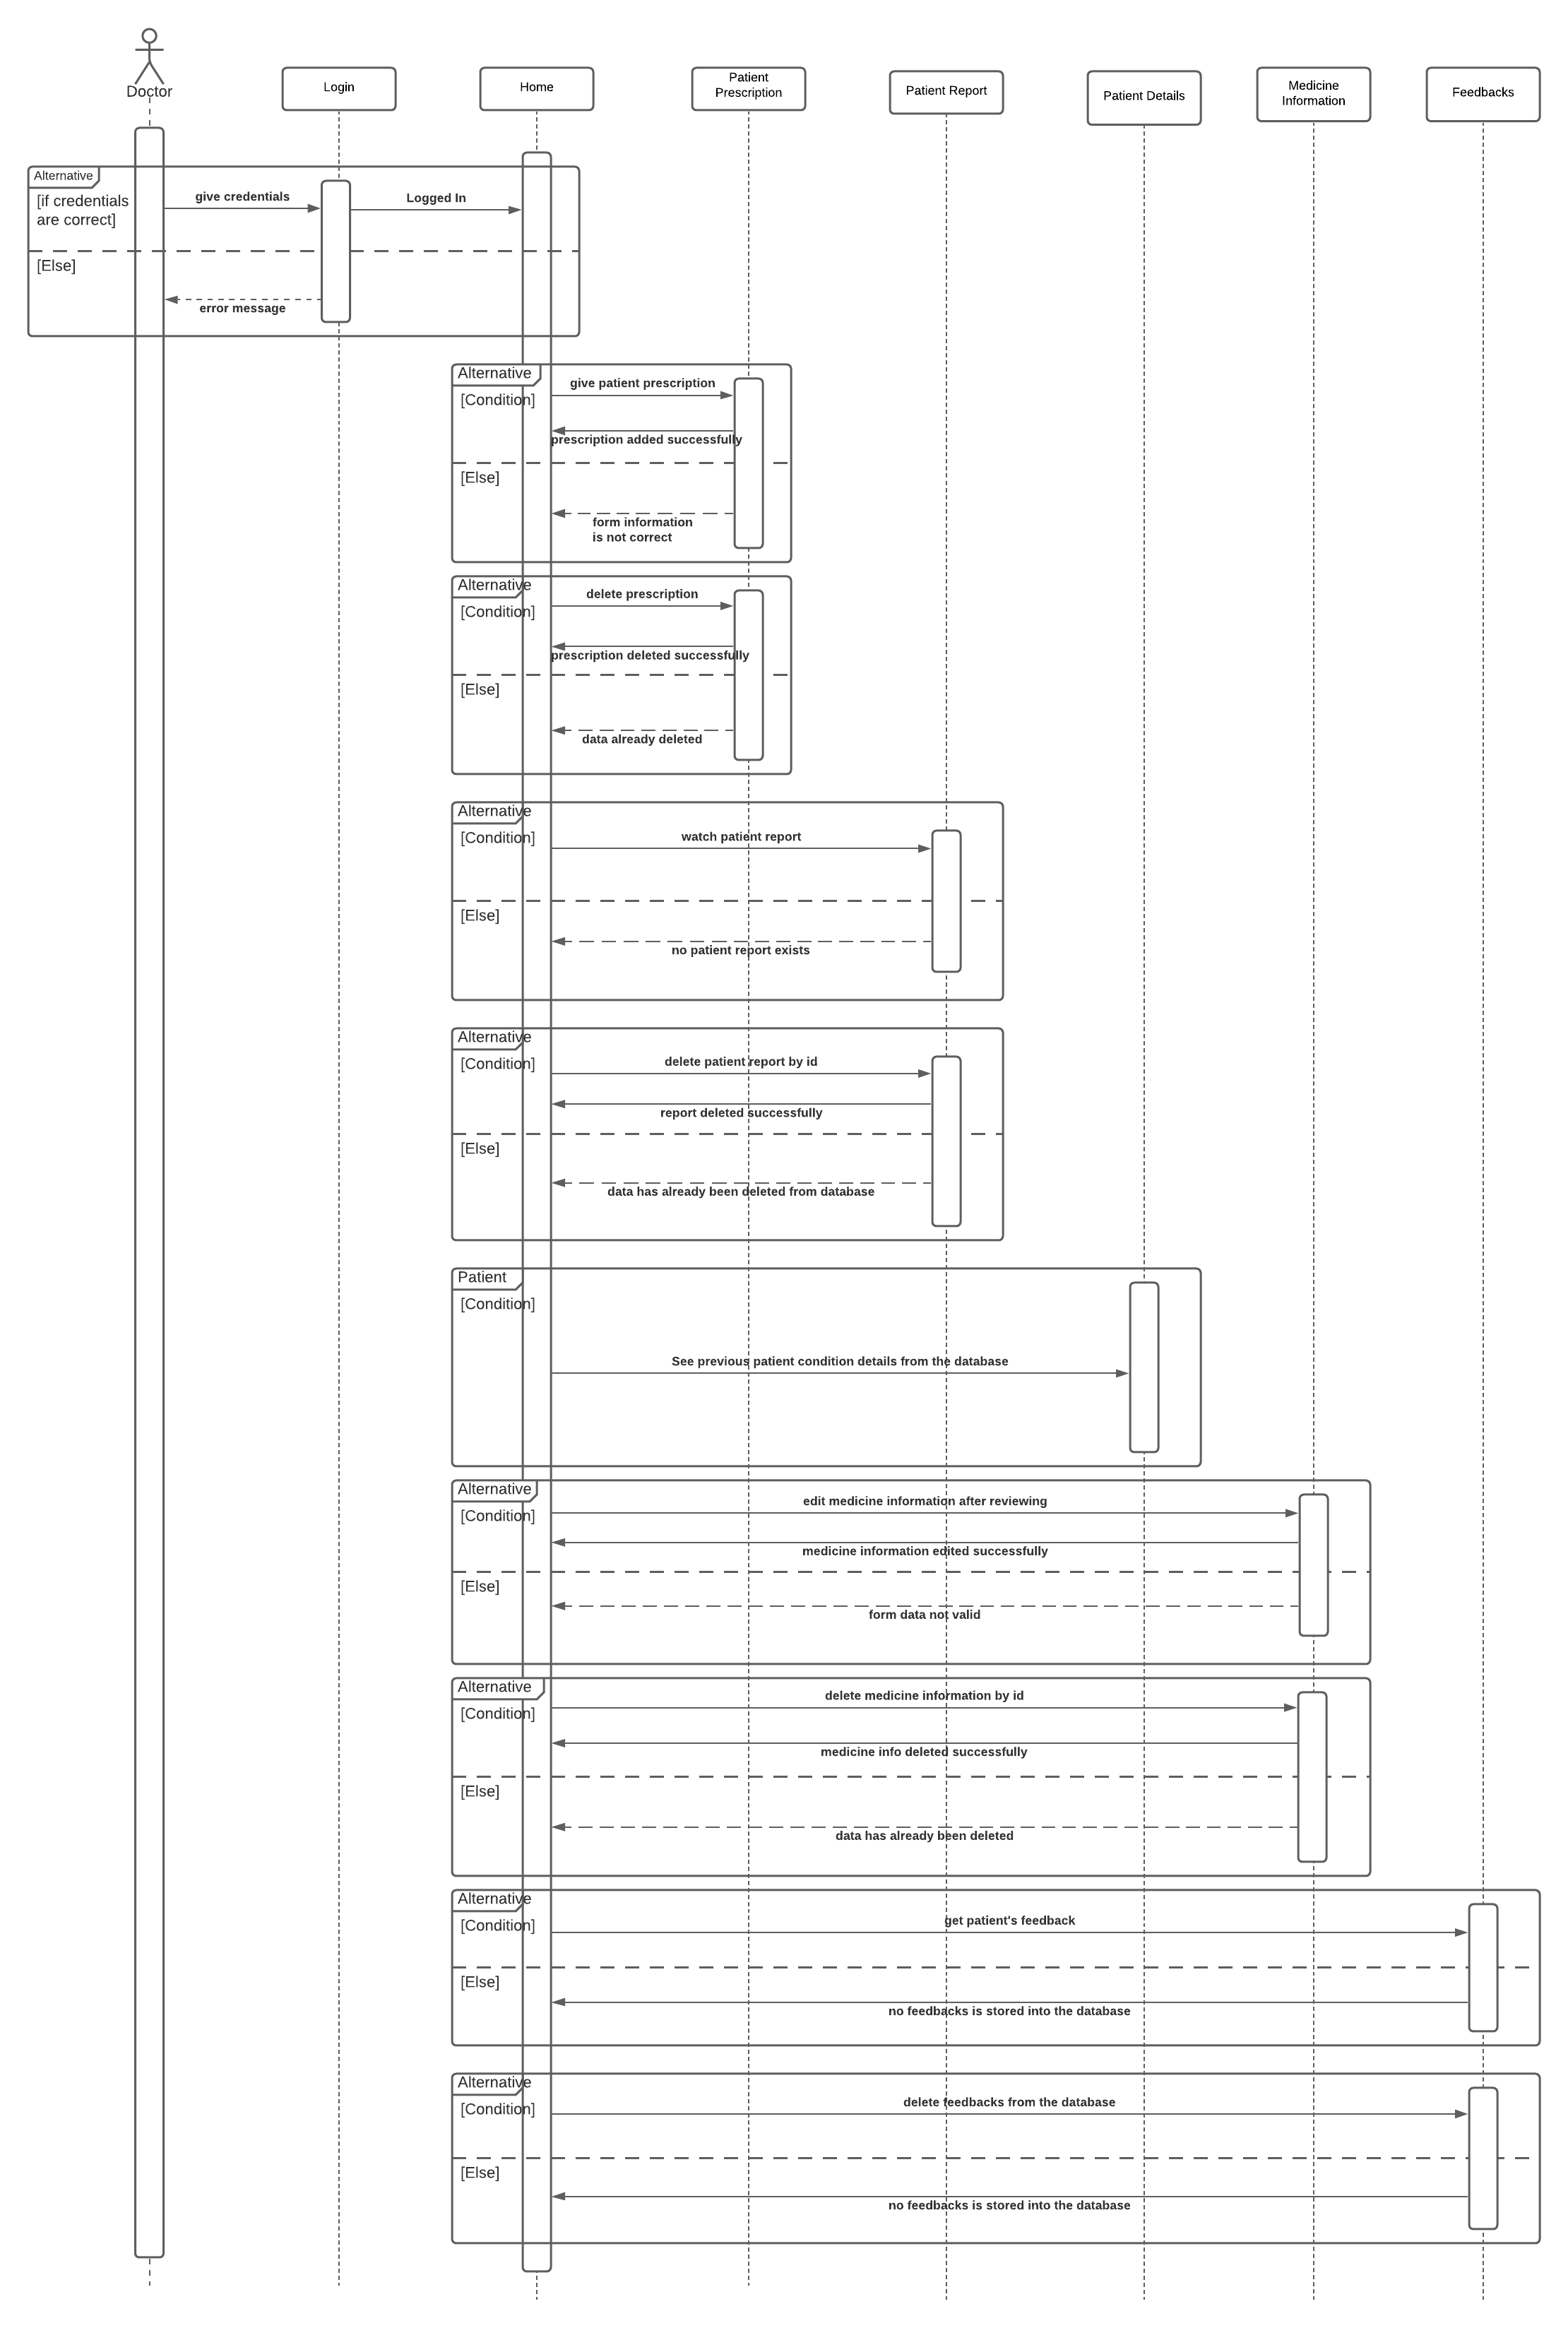 Doctor
Login
Home
Patient
Prescription
Patient Report
Patient Details
Medicine
Information
Feedbacks
Alternative
[if credentials
are correct]
give credentials
Logged In
[Else]
error message
Alternative
[Condition]
give patient prescription
prescription added successfully
[Else]
form information
is not correct
Alternative
[Condition]
delete prescription
prescription deleted successfully
[Else]
data already deleted
Alternative
[Condition]
watch patient report
[Else]
no patient report exists
Alternative
[Condition]
delete patient report by id
report deleted successfully
[Else]
data has already been deleted from database
Patient
[Condition]
See previous patient condition details from the database
Alternative
[Condition]
edit medicine information after reviewing
medicine information edited successfully
[Else]
form data not valid
Alternative
[Condition]
delete medicine information by id
medicine info deleted successfully
[Else]
data has already been deleted
Alternative
[Condition]
get patient's feedback
[Else]
no feedbacks is stored into the database
Alternative
[Condition]
delete feedbacks from the database
[Else]
no feedbacks is stored into the database